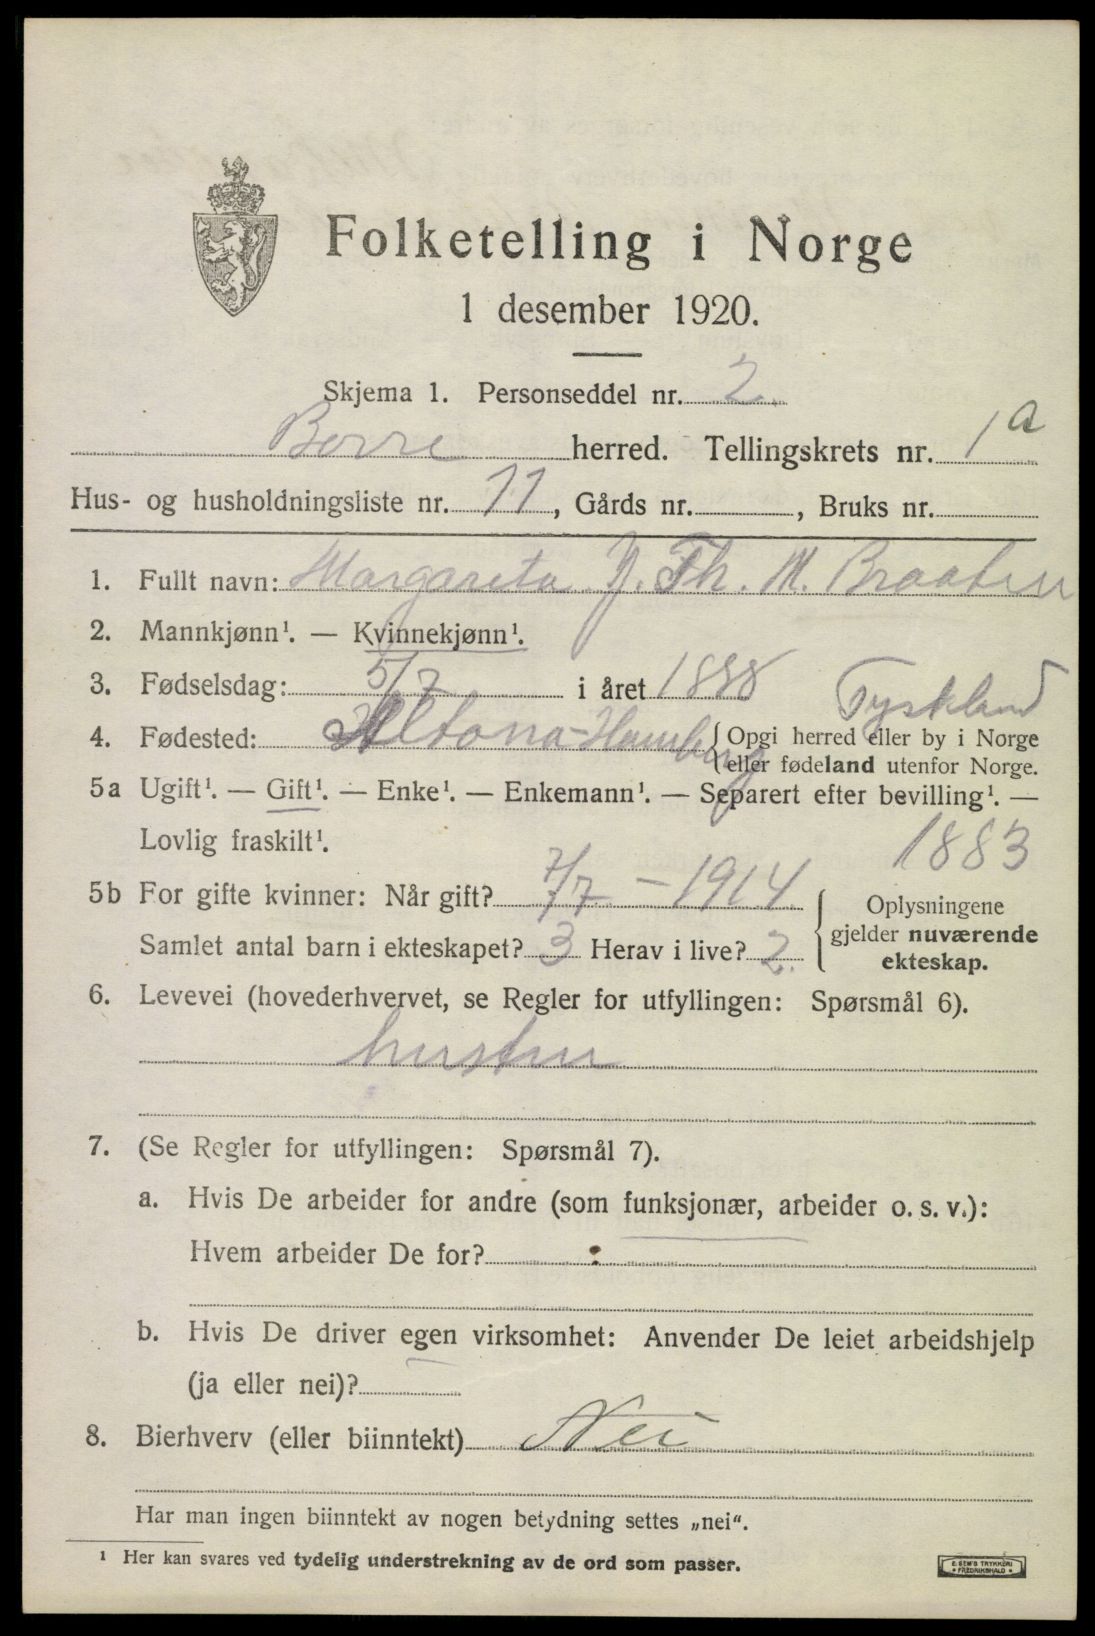 Folketelling i Norge
1 desember 1920.
Skjema 1. Personseddel nr. 2.
Borre herred. Tellingskrets nr. 1 a
Hus- og husholdningsliste nr. 11, Gårds nr. , Bruks nr.
1. Fullt navn: Margareta J. Th. M. Braaten
2. Mannkjønn¹. — Kvinnekjønn¹.
3. Fødselsdag: 5/7 i året 1888
Tyskland
4. Fødested: Altona-Hamburg { Opgi herred eller by i Norge
eller fødeland utenfor Norge.
5a Ugift¹. — Gift¹. — Enke¹. — Enkemann¹. — Separert efter bevilling¹. —
Lovlig fraskilt¹.
1883
5b For gifte kvinner: Når gift? 7/7 – 1914 { Oplysningene
Samlet antal barn i ekteskapet? 3 Herav i live? 2. gjelder nuværende
ekteskap.
6. Levevei (hovederhvervet, se Regler for utfyllingen: Spørsmål 6).
hustru
7. (Se Regler for utfyllingen: Spørsmål 7).
a. Hvis De arbeider for andre (som funksjonær, arbeider o. s. v.):
Hvem arbeider De for?
b. Hvis De driver egen virksomhet: Anvender De leiet arbeidshjelp
(ja eller nei)?
8. Bierhverv (eller biinntekt) Nei
Har man ingen biinntekt av nogen betydning settes „nei“.
¹ Her kan svares ved tydelig understrekning av de ord som passer.
E. SEM'S TRYKKERI
FREDRIKSHALD